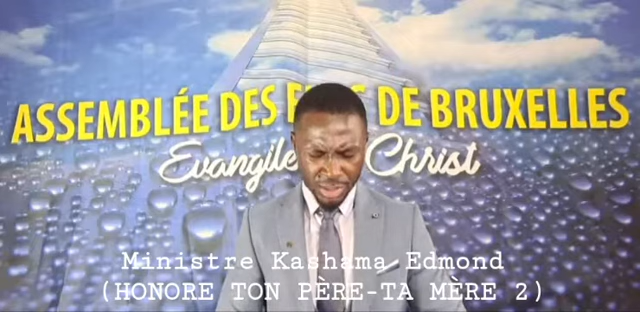 ASSEMBLÉE DES DE BRUXELLES
Evangile Christ
Ministre Kashama Edmond
(HONORE TON PÈRE-TA MÈRE 2)